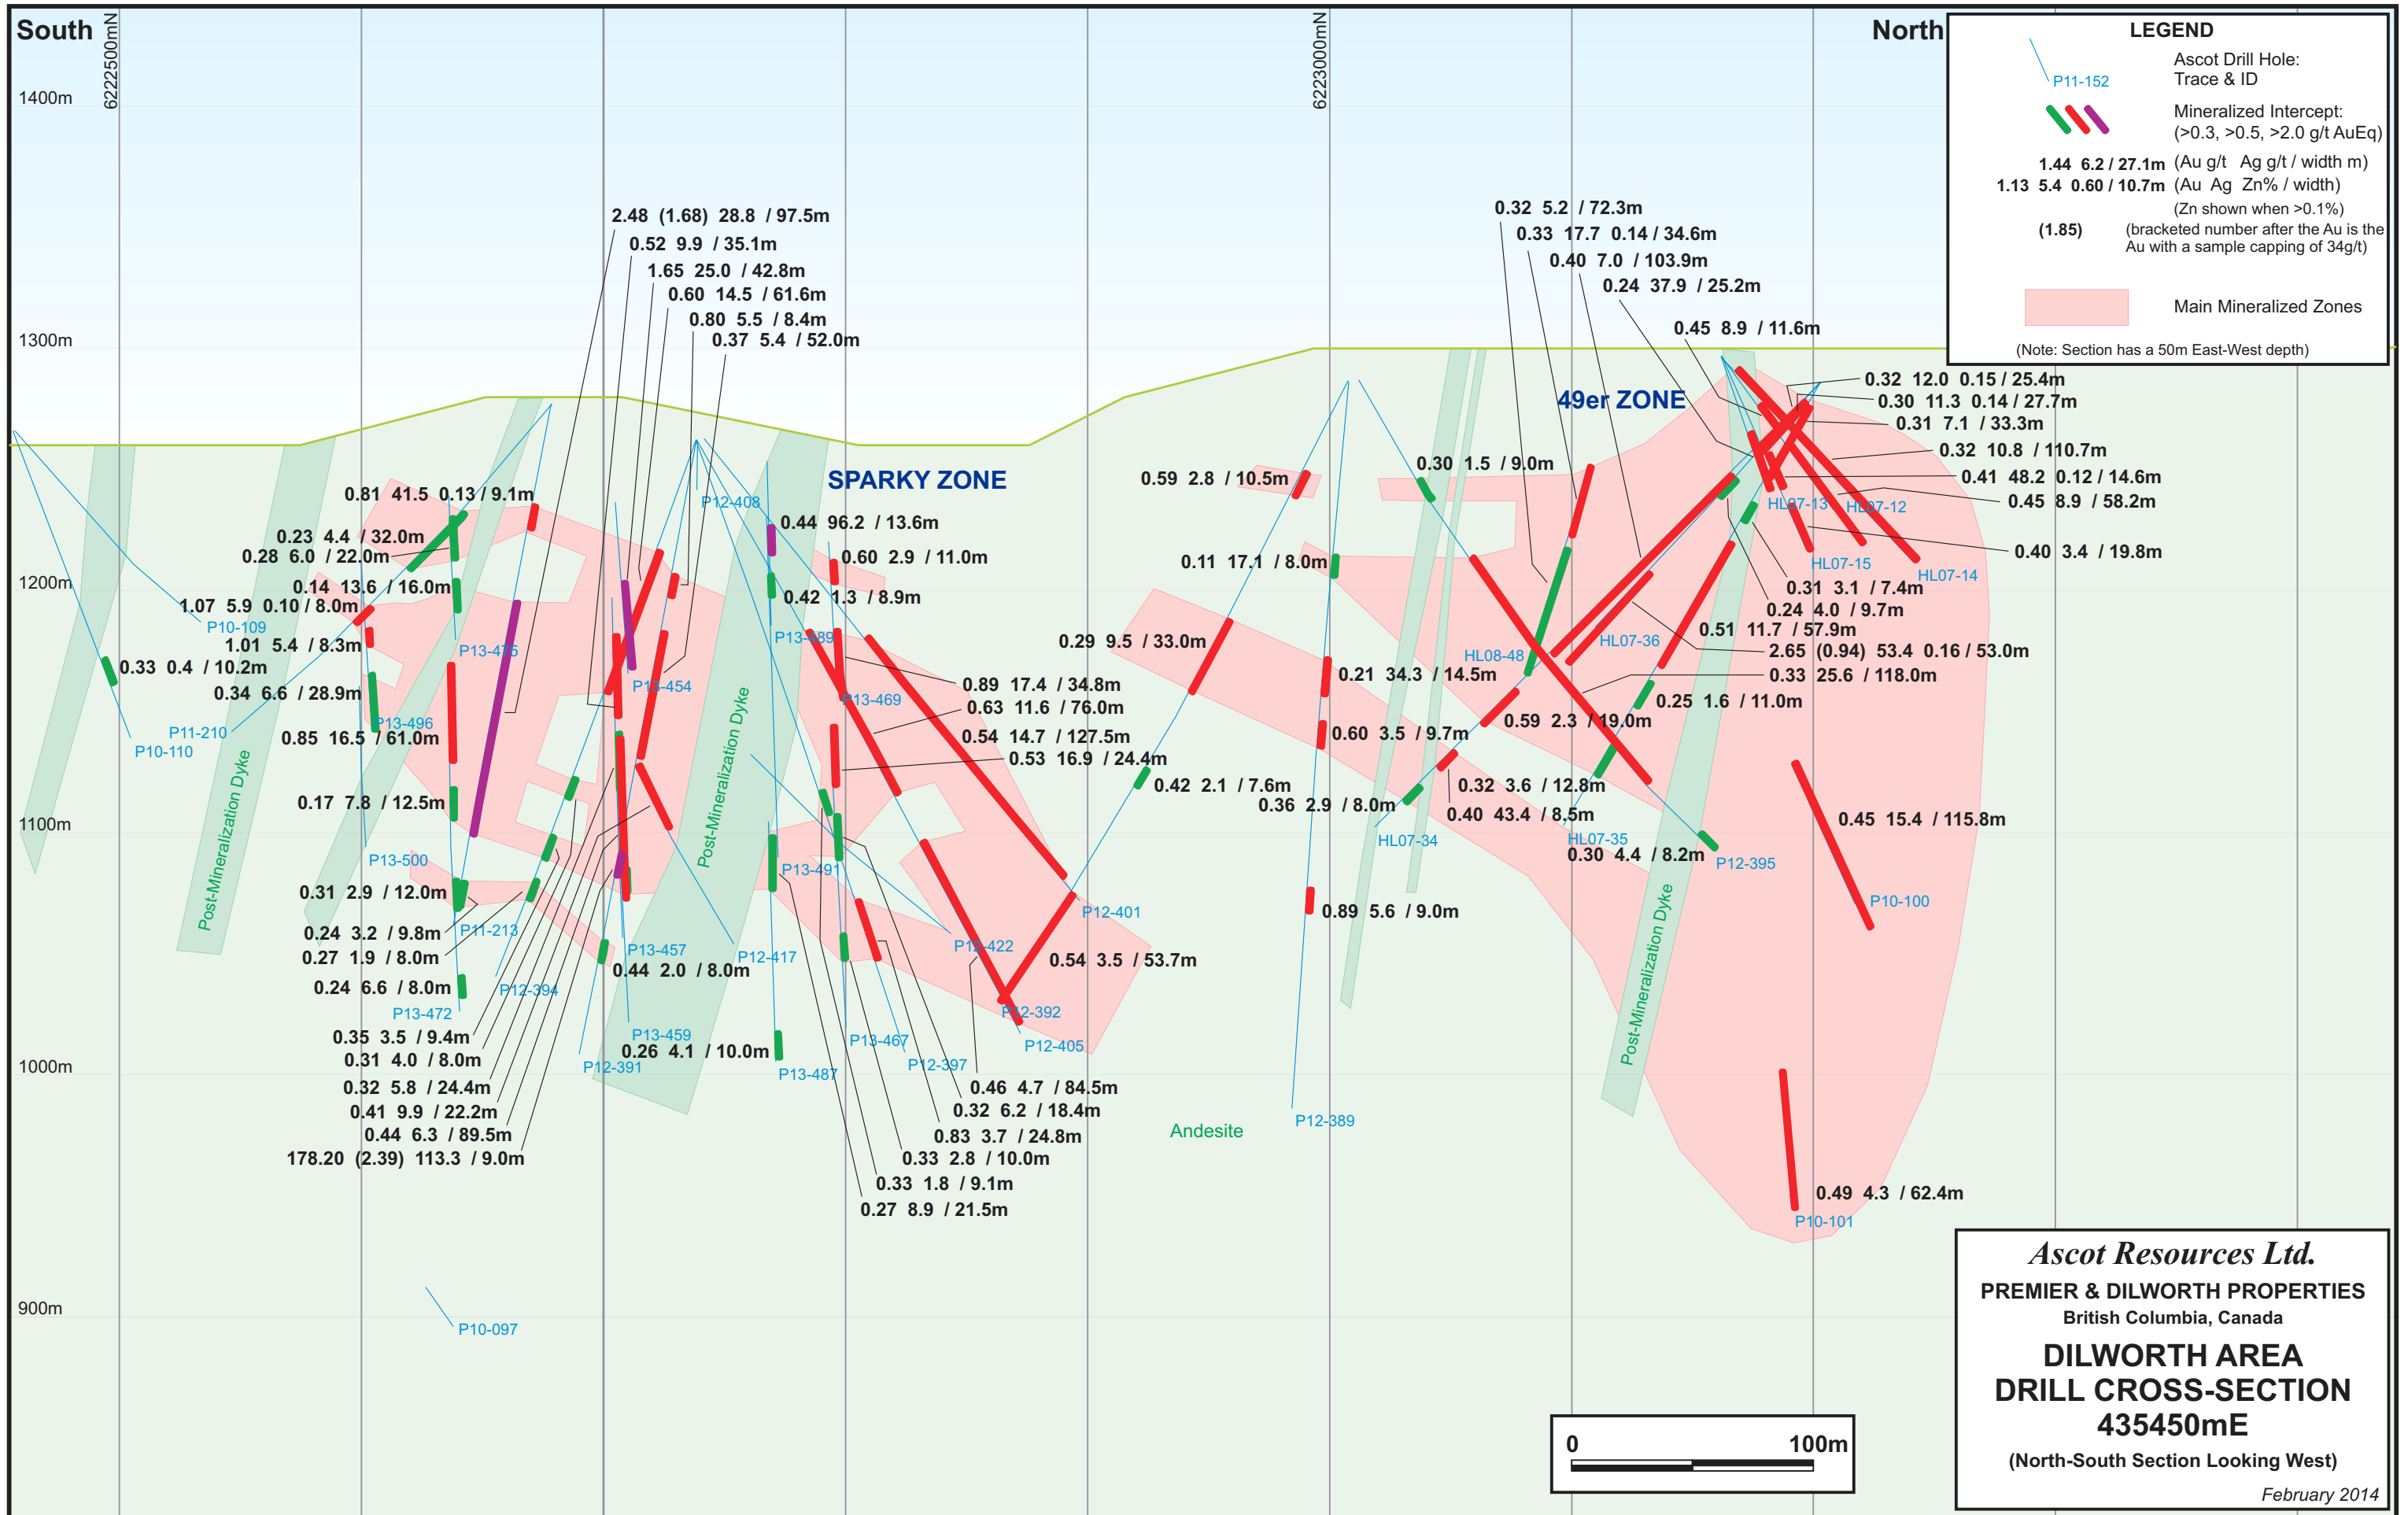 South
North
6222500mN
6223000mN
1400m
1300m
1200m
1100m
1000m
900m
LEGEND
Ascot Drill Hole:
Trace & ID
P11-152
Mineralized Intercept:
(>0.3, >0.5, >2.0 g/t AuEq)
1.44 6.2 / 27.1m (Au g/t Ag g/t / width m)
1.13 5.4 0.60 / 10.7m (Au Ag Zn% / width)
(Zn shown when >0.1%)
(1.85) (bracketed number after the Au is the
Au with a sample capping of 34g/t)
Main Mineralized Zones
(Note: Section has a 50m East-West depth)
2.48 (1.68) 28.8 / 97.5m
0.52 9.9 / 35.1m
1.65 25.0 / 42.8m
0.60 14.5 / 61.6m
0.80 5.5 / 8.4m
0.37 5.4 / 52.0m
0.32 5.2 / 72.3m
0.33 17.7 0.14 / 34.6m
0.40 7.0 / 103.9m
0.24 37.9 / 25.2m
0.45 8.9 / 11.6m
0.32 12.0 0.15 / 25.4m
0.30 11.3 0.14 / 27.7m
0.31 7.1 / 33.3m
0.32 10.8 / 110.7m
0.41 48.2 0.12 / 14.6m
0.45 8.9 / 58.2m
0.40 3.4 / 19.8m
49er ZONE
SPARKY ZONE
0.81 41.5 0.13 / 9.1m
0.23 4.4 / 32.0m
0.28 6.0 / 22.0m
0.14 13.6 / 16.0m
1.07 5.9 0.10 / 8.0m
P10-109
1.01 5.4 / 8.3m
0.33 0.4 / 10.2m
0.34 6.6 / 28.9m
P13-496
P11-210
P10-110
0.85 16.5 / 61.0m
0.17 7.8 / 12.5m
P13-500
0.31 2.9 / 12.0m
0.24 3.2 / 9.8m
0.27 1.9 / 8.0m
0.24 6.6 / 8.0m
P13-472
0.35 3.5 / 9.4m
0.31 4.0 / 8.0m
0.32 5.8 / 24.4m
0.41 9.9 / 22.2m
0.44 6.3 / 89.5m
178.20 (2.39) 113.3 / 9.0m
P13-475
P11-213
P12-394
P12-391
P13-454
P13-457
0.44 2.0 / 8.0m
P13-459
P12-417
0.26 4.1 / 10.0m
P13-487
P12-408
0.44 96.2 / 13.6m
0.60 2.9 / 11.0m
0.42 1.3 / 8.9m
P13-489
P13-469
0.89 17.4 / 34.8m
0.63 11.6 / 76.0m
0.54 14.7 / 127.5m
0.53 16.9 / 24.4m
P13-491
P12-401
P12-422
0.54 3.5 / 53.7m
P12-392
P12-405
P13-467
P12-397
0.46 4.7 / 84.5m
0.32 6.2 / 18.4m
0.83 3.7 / 24.8m
0.33 2.8 / 10.0m
0.33 1.8 / 9.1m
0.27 8.9 / 21.5m
Post-Mineralization Dyke
Post-Mineralization Dyke
Post-Mineralization Dyke
0.59 2.8 / 10.5m
0.30 1.5 / 9.0m
0.11 17.1 / 8.0m
0.29 9.5 / 33.0m
0.21 34.3 / 14.5m
0.60 3.5 / 9.7m
0.42 2.1 / 7.6m
0.36 2.9 / 8.0m
0.89 5.6 / 9.0m
P12-389
Andesite
HL07-13
HL07-12
HL07-15
HL07-14
0.31 3.1 / 7.4m
0.24 4.0 / 9.7m
0.51 11.7 / 57.9m
2.65 (0.94) 53.4 0.16 / 53.0m
0.33 25.6 / 118.0m
0.25 1.6 / 11.0m
HL07-36
HL08-48
0.59 2.3 / 19.0m
0.32 3.6 / 12.8m
0.40 43.4 / 8.5m
HL07-34
HL07-35
0.30 4.4 / 8.2m
P12-395
0.45 15.4 / 115.8m
P10-100
0.49 4.3 / 62.4m
P10-101
P10-097
0 100m
Ascot Resources Ltd.
PREMIER & DILWORTH PROPERTIES
British Columbia, Canada
DILWORTH AREA
DRILL CROSS-SECTION
435450mE
(North-South Section Looking West)
February 2014